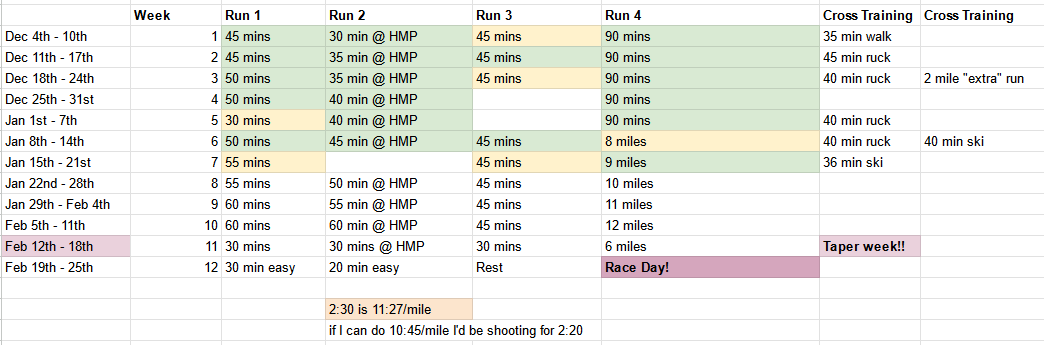 Week Run 1 Run 2 Run 3 Run 4 Cross Training Cross Training
Dec 4th - 10th 1 45 mins 30 min @ HMP 45 mins 90 mins 35 min walk
Dec 11th - 17th 2 45 mins 35 min @ HMP 45 mins 90 mins 45 min ruck
Dec 18th - 24th 3 50 mins 35 min @ HMP 45 mins 90 mins 40 min ruck 2 mile "extra" run
Dec 25th - 31st 4 50 mins 40 min @ HMP 90 mins
Jan 1st - 7th 5 30 mins 40 min @ HMP 90 mins 40 min ruck
Jan 8th - 14th 6 50 mins 45 min @ HMP 45 mins 8 miles 40 min ruck 40 min ski
Jan 15th - 21st 7 55 mins 45 mins 9 miles 36 min ski
Jan 22nd - 28th 8 55 mins 50 min @ HMP 45 mins 10 miles
Jan 29th - Feb 4th 9 60 mins 55 min @ HMP 45 mins 11 miles
Feb 5th - 11th 10 60 mins 60 min @ HMP 45 mins 12 miles
Feb 12th - 18th 11 30 mins 30 mins @ HMP 30 mins 6 miles Taper week!!
Feb 19th - 25th 12 30 min easy 20 min easy Rest Race Day!
2:30 is 11:27/mile
if I can do 10:45/mile I'd be shooting for 2:20